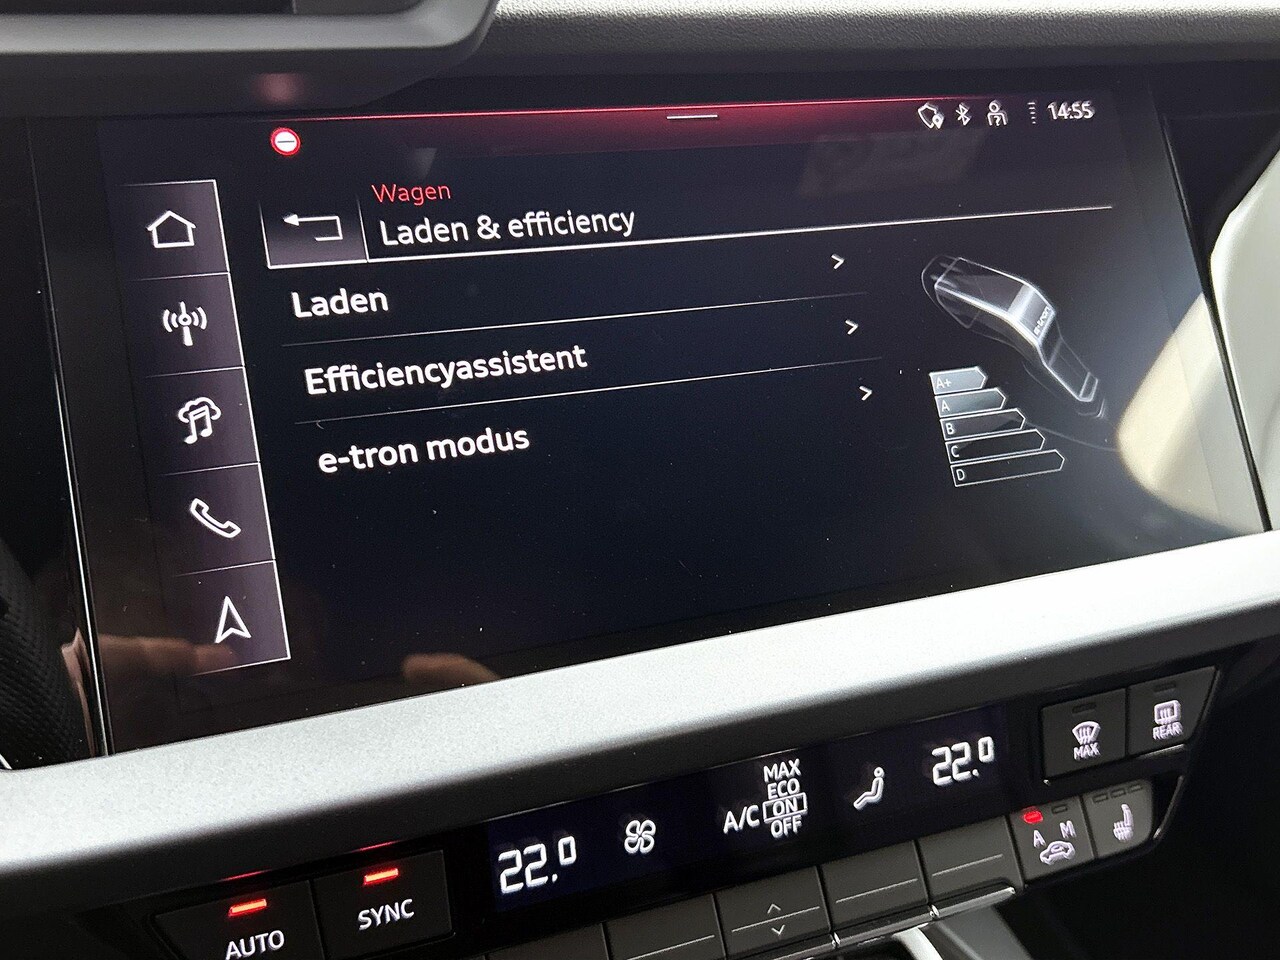 14:55
Wagen
Laden & efficiency
Laden
Efficiencyassistent
e-tron modus
e-tron
A+
A
B
C
D
MAX
REAR
22.0
A/C
MAX
ECO
ON
OFF
22.0
A M
AUTO
SYNC